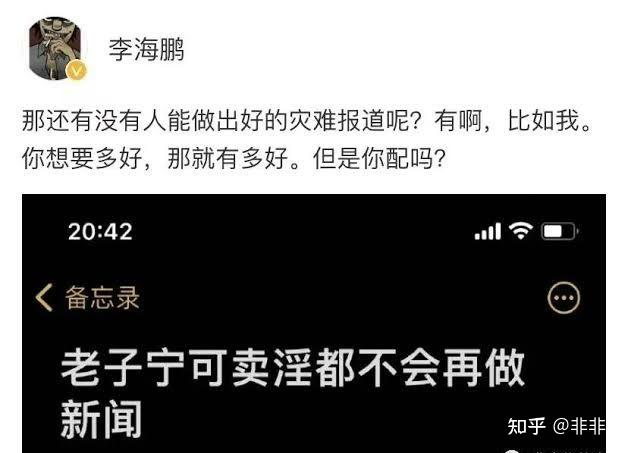 李海鹏
那还有没有人能做出好的灾难报道呢？有啊，比如我。
你想要多好，那就有多好。但是你配吗？
20:42
备忘录
老子宁可卖淫都不会再做
新闻
知乎 @非非